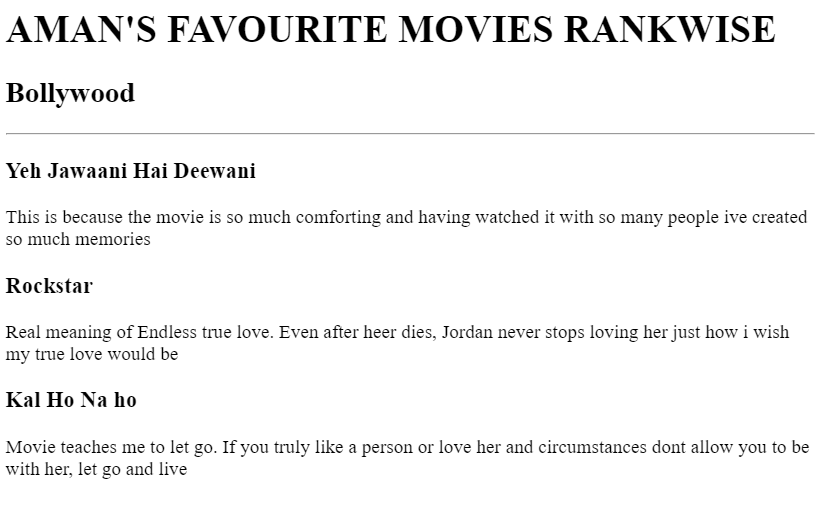 AMAN'S FAVOURITE MOVIES RANKWISE
Bollywood
Yeh Jawaani Hai Deewani
This is because the movie is so much comforting and having watched it with so many people ive created
so much memories
Rockstar
Real meaning of Endless true love. Even after heer dies, Jordan never stops loving her just how i wish
my true love would be
Kal Ho Na ho
Movie teaches me to let go. If you truly like a person or love her and circumstances dont allow you to be
with her, let go and live